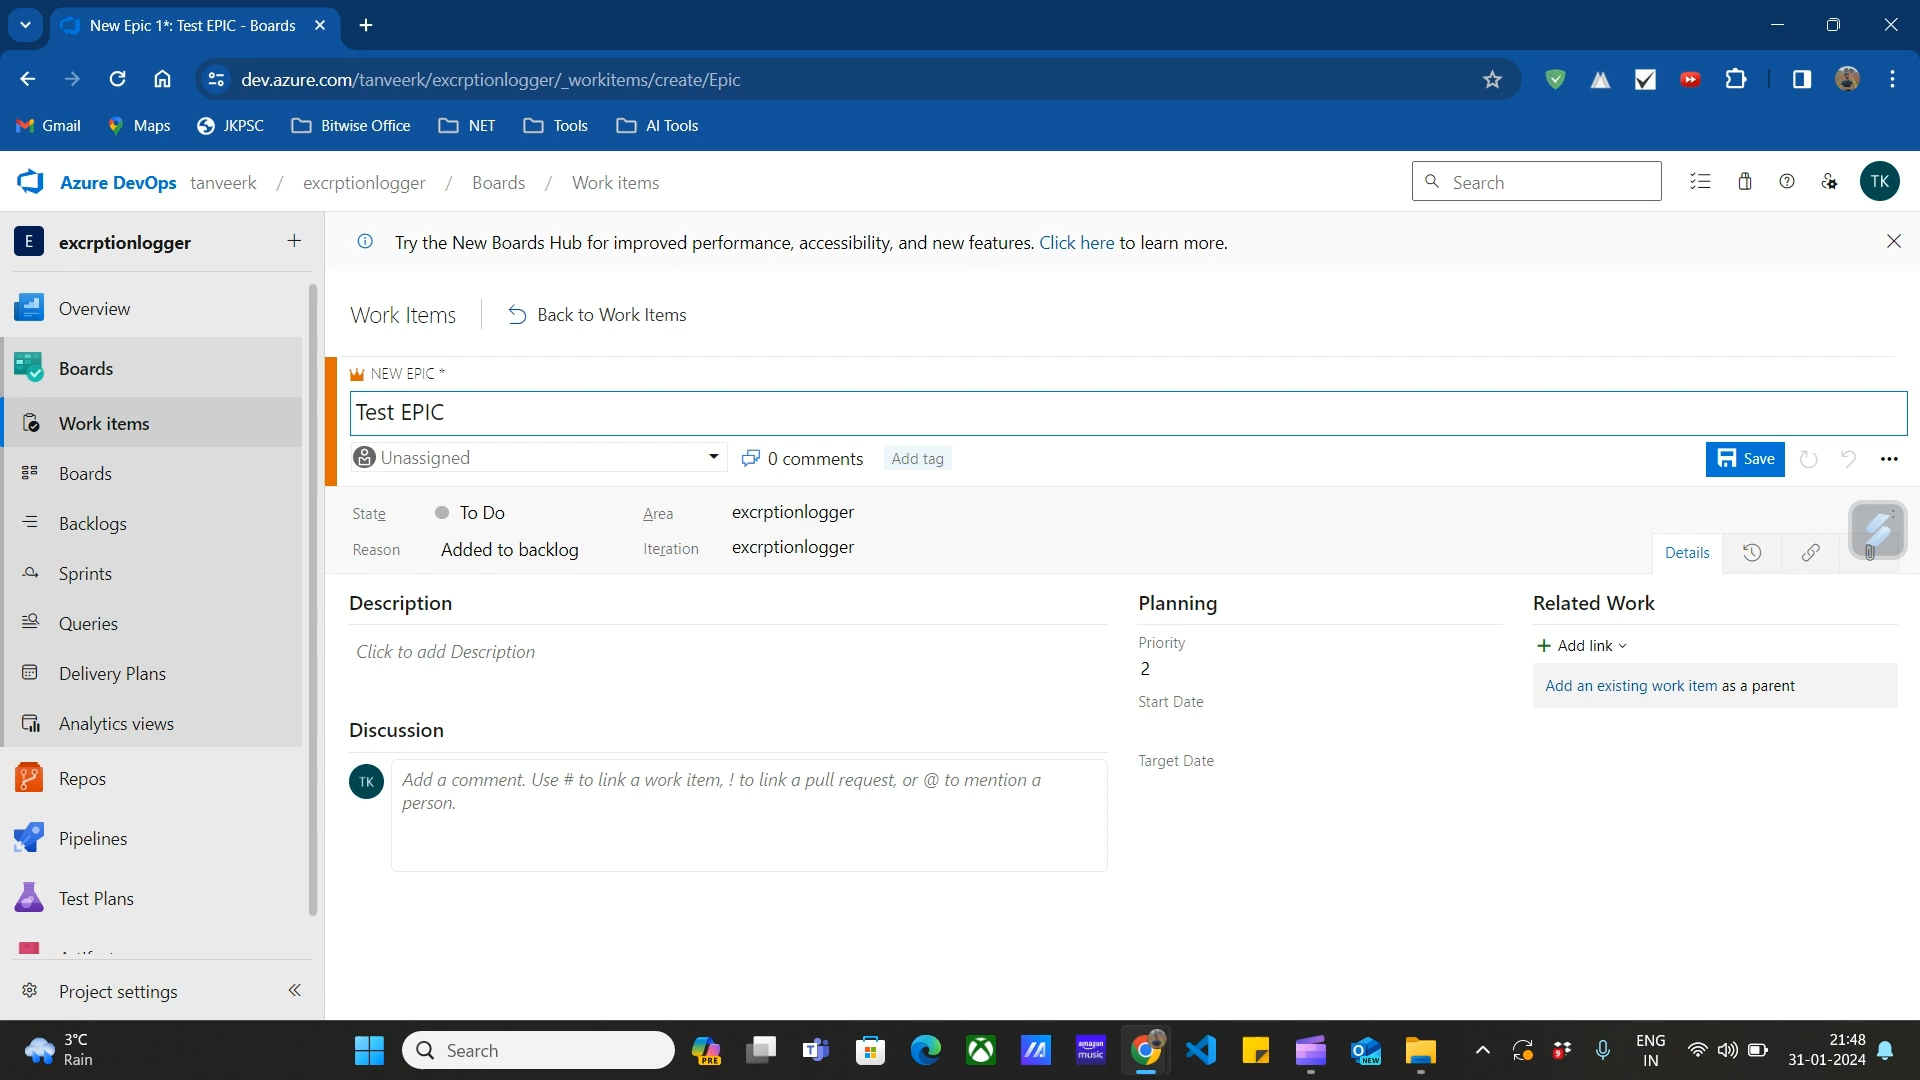 New Epic 1*: Test EPIC - Boards
dev.azure.com/tanveerk/excrptionlogger/_workitems/create/Epic
Gmail
Maps
JKPSC
Bitwise Office
NET
Tools
AI Tools
Azure DevOps
tanveerk / excrptionlogger / Boards / Work items
Search
TK
E
excrptionlogger
Try the New Boards Hub for improved performance, accessibility, and new features. Click here to learn more.
Overview
Boards
Work items
Boards
Backlogs
Sprints
Queries
Delivery Plans
Analytics views
Repos
Pipelines
Test Plans
Project settings
Work Items
Back to Work Items
NEW EPIC *
Test EPIC
Unassigned
0 comments
Add tag
Save
State
To Do
Area
excrptionlogger
Reason
Added to backlog
Iteration
excrptionlogger
Details
Description
Click to add Description
Discussion
TK
Add a comment. Use # to link a work item, ! to link a pull request, or @ to mention a
person.
Planning
Priority
2
Start Date
Target Date
Related Work
Add link
Add an existing work item as a parent
3°C
Rain
Search
PRE
amazon
music
NEW
9
ENG
IN
21:48
31-01-2024